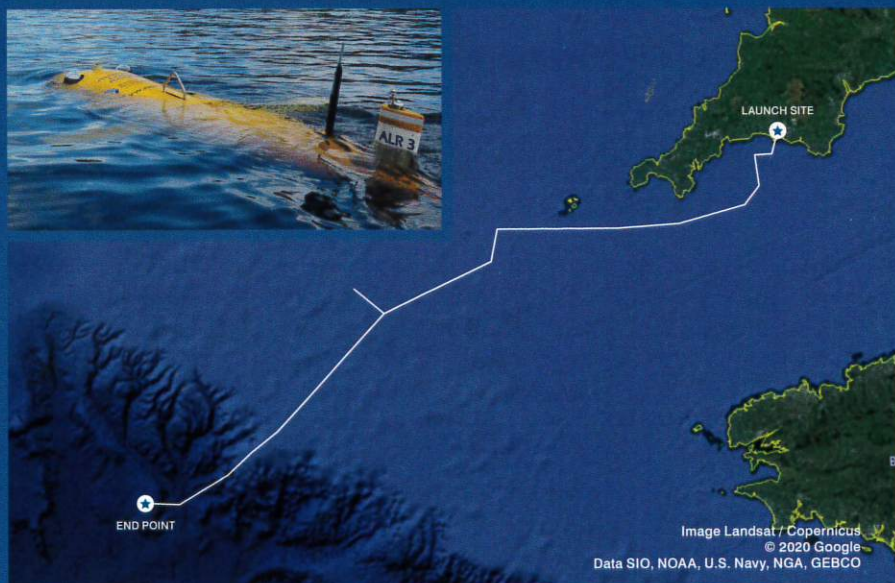 ALR 3
LAUNCH SITE
END POINT
Image Landsat / Copernicus
© 2020 Google
Data SIO, NOAA, U.S. Navy, NGA, GEBCO